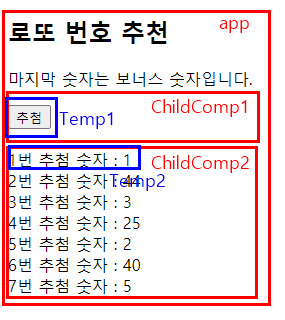 app
로또 번호 추천
마지막 숫자는 보너스 숫자입니다.
추첨 Temp1 ChildComp1
1번 추첨 숫자 : 1 ChildComp2
2번 추첨 숫자 : 44 Temp2
3번 추첨 숫자 : 3
4번 추첨 숫자 : 25
5번 추첨 숫자 : 2
6번 추첨 숫자 : 40
7번 추첨 숫자 : 5